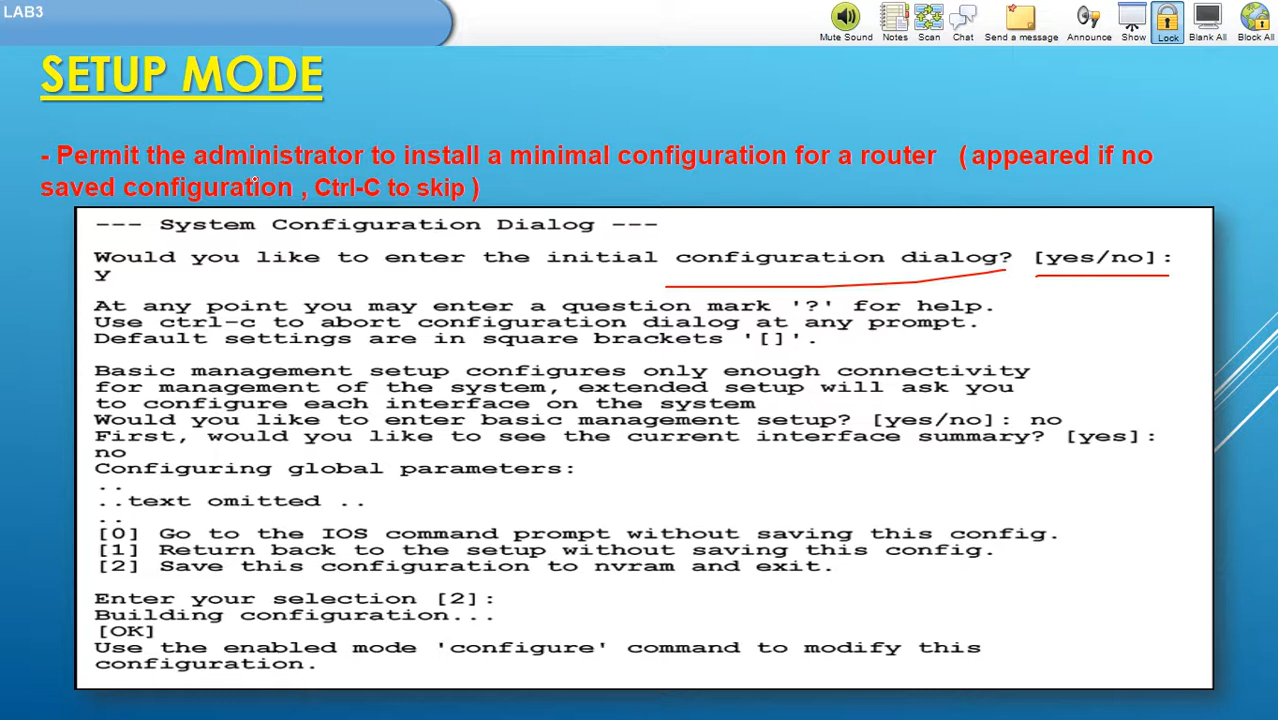 LAB3
Mute Sound Notes Scan Chat Send a message Announce Show Lock Blank All Block All
SETUP MODE
- Permit the administrator to install a minimal configuration for a router ( appeared if no
saved configuration , Ctrl-C to skip )
--- System Configuration Dialog ---
Would you like to enter the initial configuration dialog? [yes/no]:
y
At any point you may enter a question mark '?' for help.
Use ctrl-c to abort configuration dialog at any prompt.
Default settings are in square brackets '[]'.
Basic management setup configures only enough connectivity
for management of the system, extended setup will ask you
to configure each interface on the system
Would you like to enter basic management setup? [yes/no]: no
First, would you like to see the current interface summary? [yes]:
no
Configuring global parameters:
..
..text omitted ..
..
[0] Go to the IOS command prompt without saving this config.
[1] Return back to the setup without saving this config.
[2] Save this configuration to nvram and exit.
Enter your selection [2]:
Building configuration...
[OK]
Use the enabled mode 'configure' command to modify this
configuration.